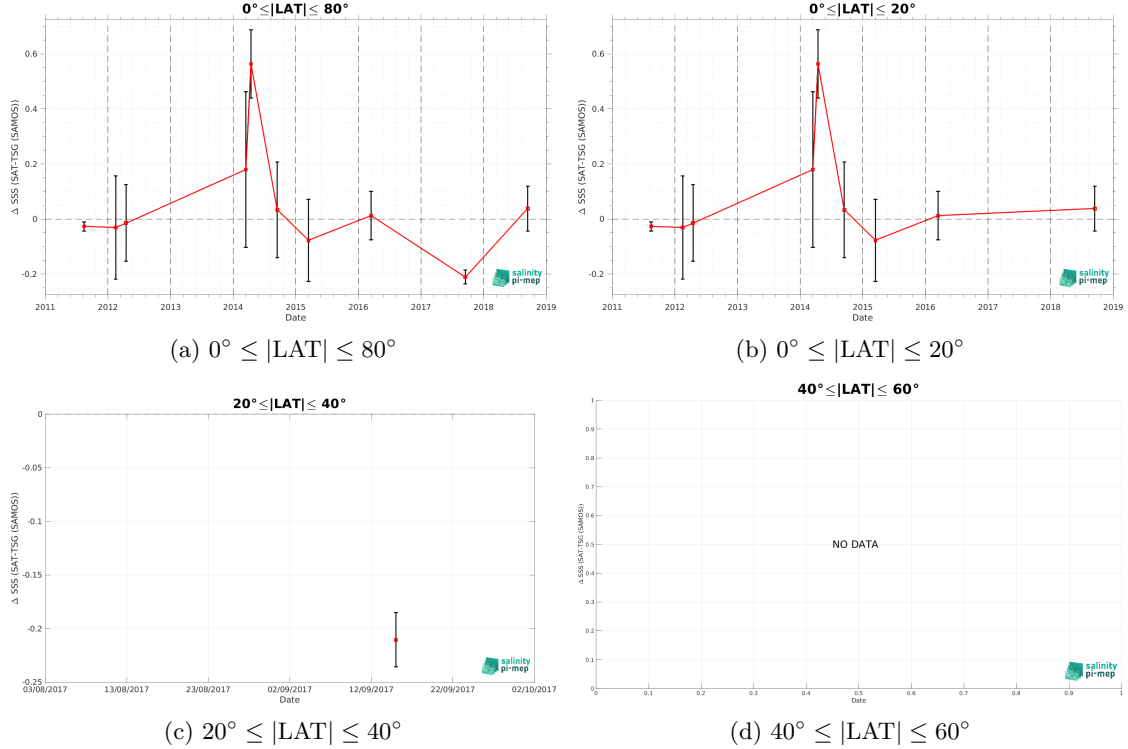 0°≤|LAT|≤ 80°
Δ SSS (SAT-TSG (SAMOS))
0.6
0.4
0.2
0
-0.2
2011 2012 2013 2014 2015 2016 2017 2018 2019
Date
salinity
pi-mep
(a) 0° ≤ |LAT| ≤ 80°
0°≤|LAT|≤ 20°
Δ SSS (SAT-TSG (SAMOS))
0.6
0.4
0.2
0
-0.2
2011 2012 2013 2014 2015 2016 2017 2018 2019
Date
salinity
pi-mep
(b) 0° ≤ |LAT| ≤ 20°
20°≤|LAT|≤ 40°
Δ SSS (SAT-TSG (SAMOS))
0
-0.05
-0.1
-0.15
-0.2
-0.25
03/08/2017 13/08/2017 23/08/2017 02/09/2017 12/09/2017 22/09/2017 02/10/2017
Date
salinity
pi-mep
(c) 20° ≤ |LAT| ≤ 40°
40°≤|LAT|≤ 60°
Δ SSS (SAT-TSG (SAMOS))
1
0.9
0.8
0.7
0.6
0.5
0.4
0.3
0.2
0.1
0
NO DATA
0 0.1 0.2 0.3 0.4 0.5 0.6 0.7 0.8 0.9 1
Date
salinity
pi-mep
(d) 40° ≤ |LAT| ≤ 60°